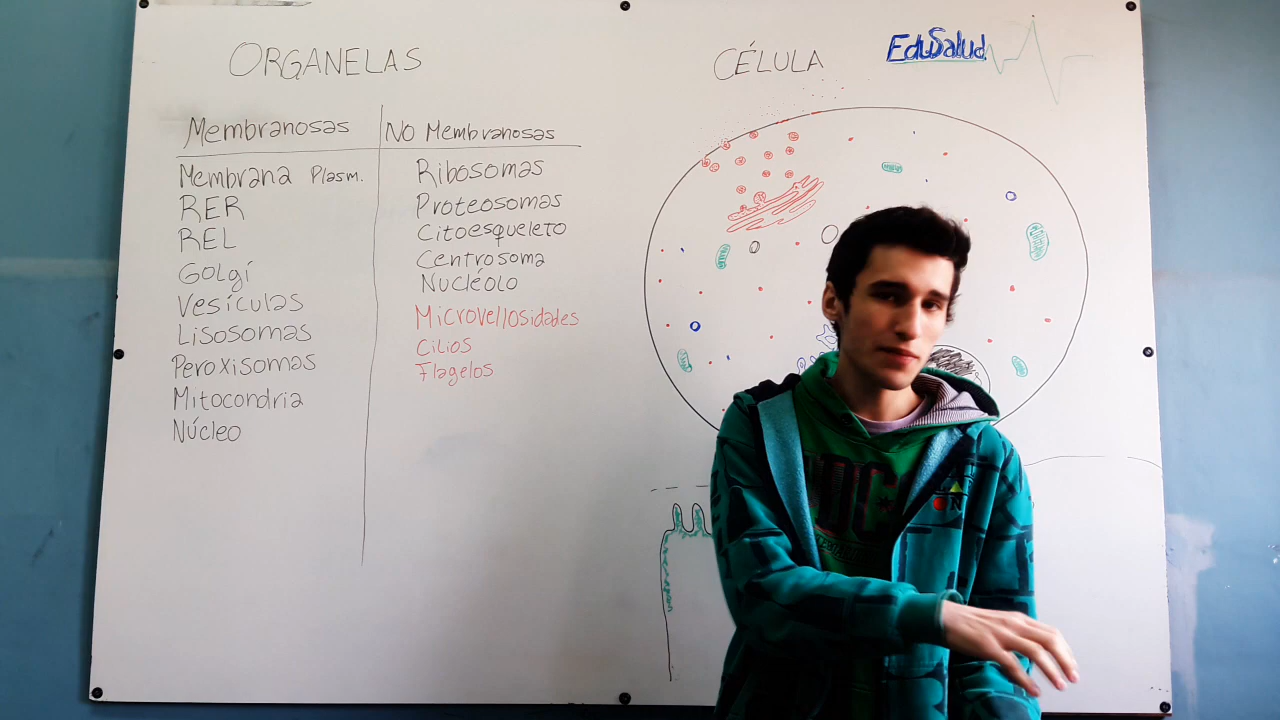 ORGANELAS
Membranosas
Membrana Plasm.
RER
REL
GOLgí
Vesículas
Lisosomas
Peroxisomas
Mitocondria
Núcleo
No Membranosas
Ribosomas
Proteosomas
Citoesqueleto
Centrosoma
Nucléolo
Microvellosidades
Cilios
Flagelos
CÉLULA
EduSalud